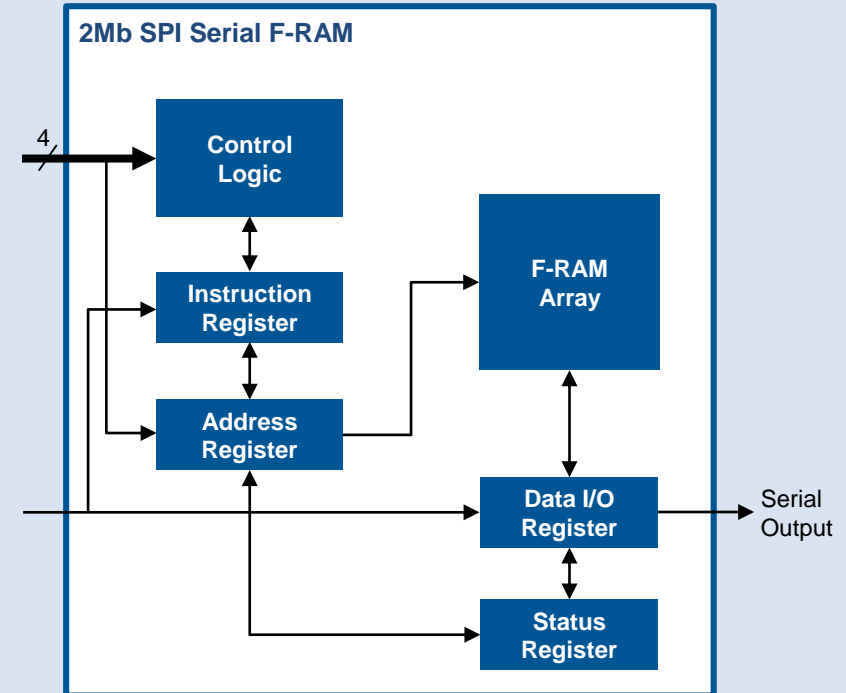 2Mb SPI Serial F-RAM
4
Control
Logic
F-RAM
Array
Instruction
Register
Address
Register
Data I/O
Register
Serial
Output
Status
Register